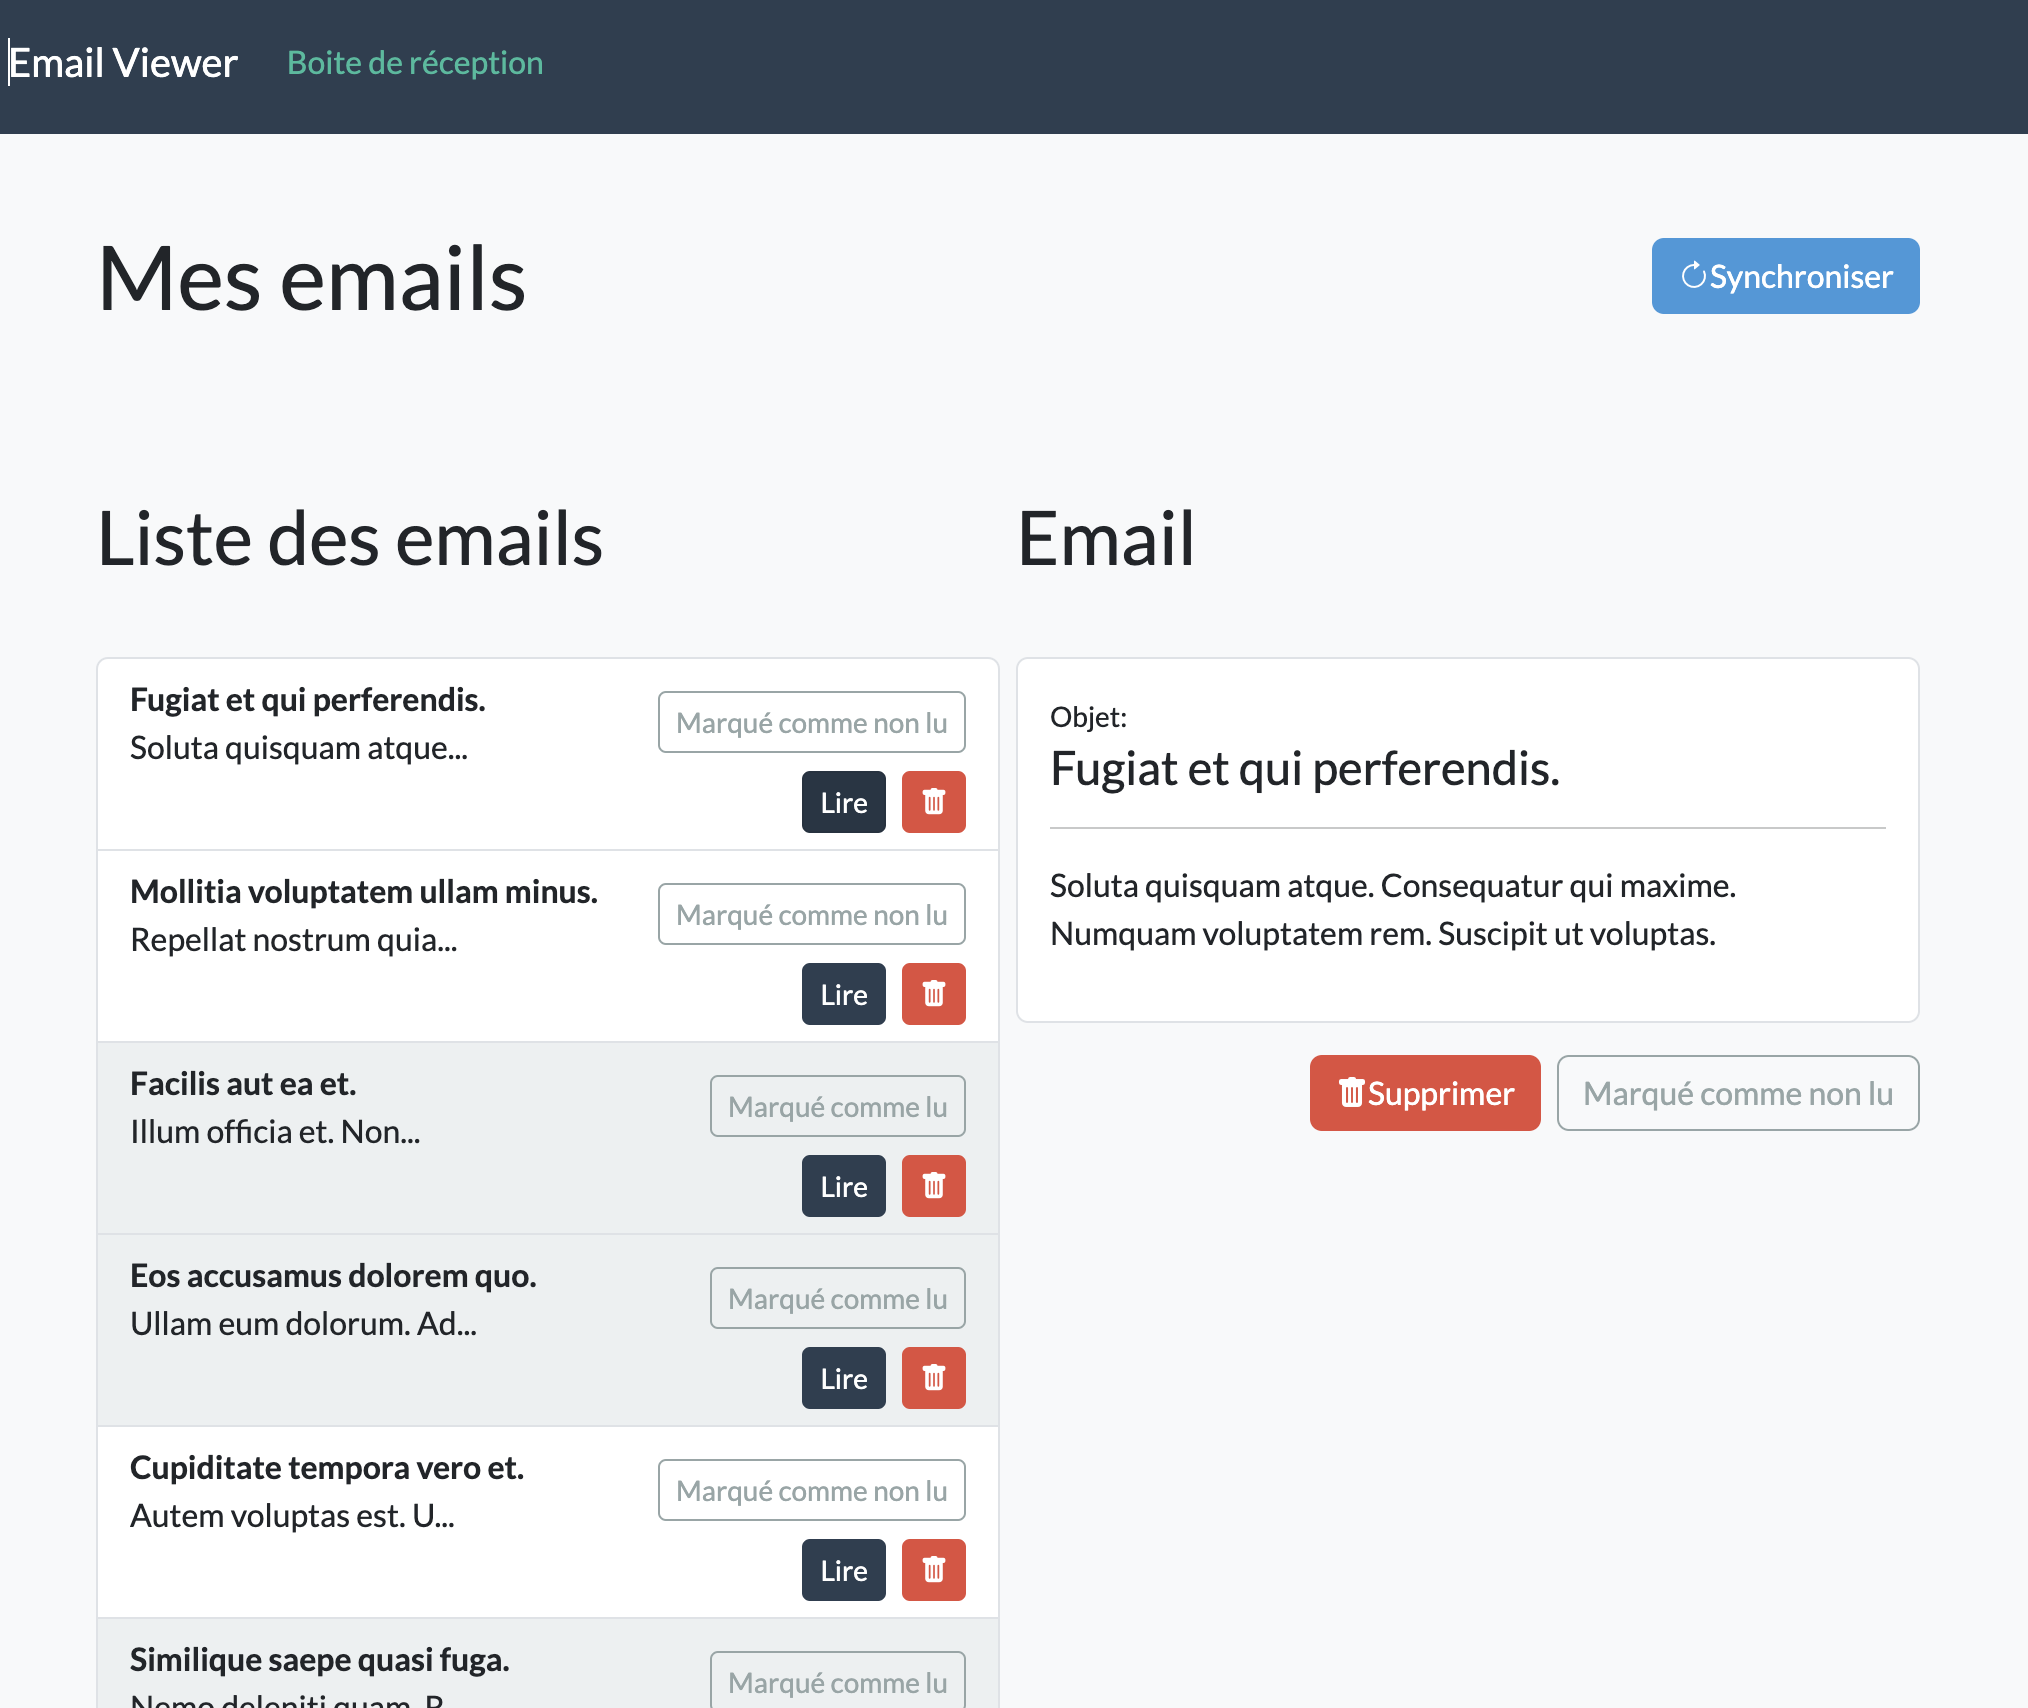 Email Viewer
Boite de réception
Mes emails
Synchroniser
Liste des emails
Fugiat et qui perferendis.
Soluta quisquam atque...
Marqué comme non lu
Lire
Mollitia voluptatem ullam minus.
Repellat nostrum quia...
Marqué comme non lu
Lire
Facilis aut ea et.
Illum officia et. Non...
Marqué comme lu
Lire
Eos accusamus dolorem quo.
Ullam eum dolorum. Ad...
Marqué comme lu
Lire
Cupiditate tempora vero et.
Autem voluptas est. U...
Marqué comme non lu
Lire
Similique saepe quasi fuga.
Nemo deleniti quam. R...
Marqué comme lu
Email
Objet:
Fugiat et qui perferendis.
Soluta quisquam atque. Consequatur qui maxime.
Numquam voluptatem rem. Suscipit ut voluptas.
Supprimer
Marqué comme non lu